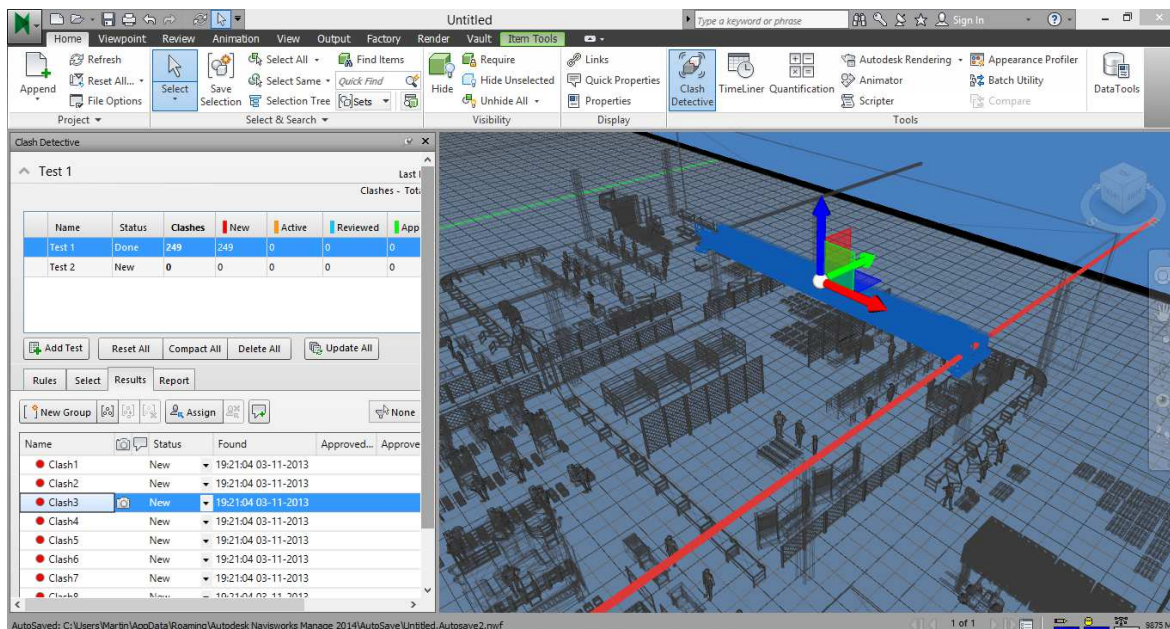 Untitled
Type a keyword or phrase
Sign In
Home Viewpoint Review Animation View Output Factory Render Vault Item Tools
Append
Refresh
Reset All...
File Options
Project
Select
Save Selection
Select All
Select Same
Selection Tree
Find Items
Quick Find
Sets
Select & Search
Hide
Require
Hide Unselected
Unhide All
Visibility
Links
Quick Properties
Properties
Display
Clash Detective
TimeLiner
Quantification
Autodesk Rendering
Animator
Scripter
Appearance Profiler
Batch Utility
Compare
Tools
DataTools
Clash Detective
Test 1
Last
Clashes - Tot
Name Status Clashes New Active Reviewed App
Test 1 Done 249 249 0 0 0
Test 2 New 0 0 0 0 0
Add Test Reset All Compact All Delete All Update All
Rules Select Results Report
New Group Assign None
Name Status Found Approved... Approve
Clash1 New 19:21:04 03-11-2013
Clash2 New 19:21:04 03-11-2013
Clash3 New 19:21:04 03-11-2013
Clash4 New 19:21:04 03-11-2013
Clash5 New 19:21:04 03-11-2013
Clash6 New 19:21:04 03-11-2013
Clash7 New 19:21:04 03-11-2013
Clash8 New 19:21:04 03-11-2013
AutoSaved: C:\Users\Martin\AppData\Roaming\Autodesk Navisworks Manage 2014\AutoSave\Untitled.Autosave2.nwf
1 of 1
9875 M